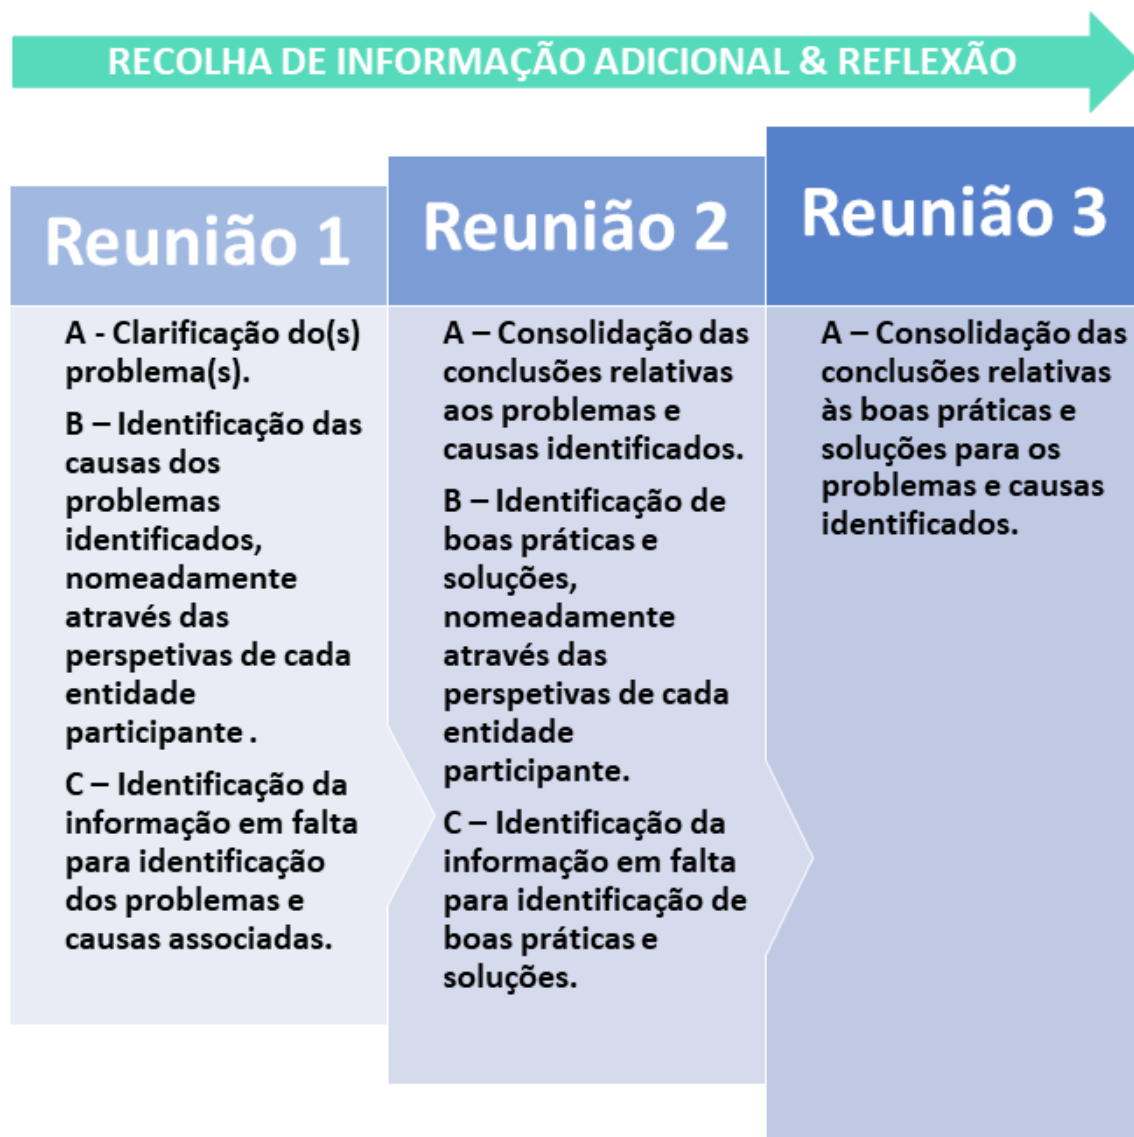 RECOLHA DE INFORMAÇÃO ADICIONAL & REFLEXÃO
Reunião 1
A - Clarificação do(s)
problema(s).
B – Identificação das
causas dos
problemas
identificados,
nomeadamente
através das
perspetivas de cada
entidade
participante .
C – Identificação da
informação em falta
para identificação
dos problemas e
causas associadas.
Reunião 2
A – Consolidação das
conclusões relativas
aos problemas e
causas identificados.
B – Identificação de
boas práticas e
soluções,
nomeadamente
através das
perspetivas de cada
entidade
participante.
C – Identificação da
informação em falta
para identificação de
boas práticas e
soluções.
Reunião 3
A – Consolidação das
conclusões relativas
às boas práticas e
soluções para os
problemas e causas
identificados.